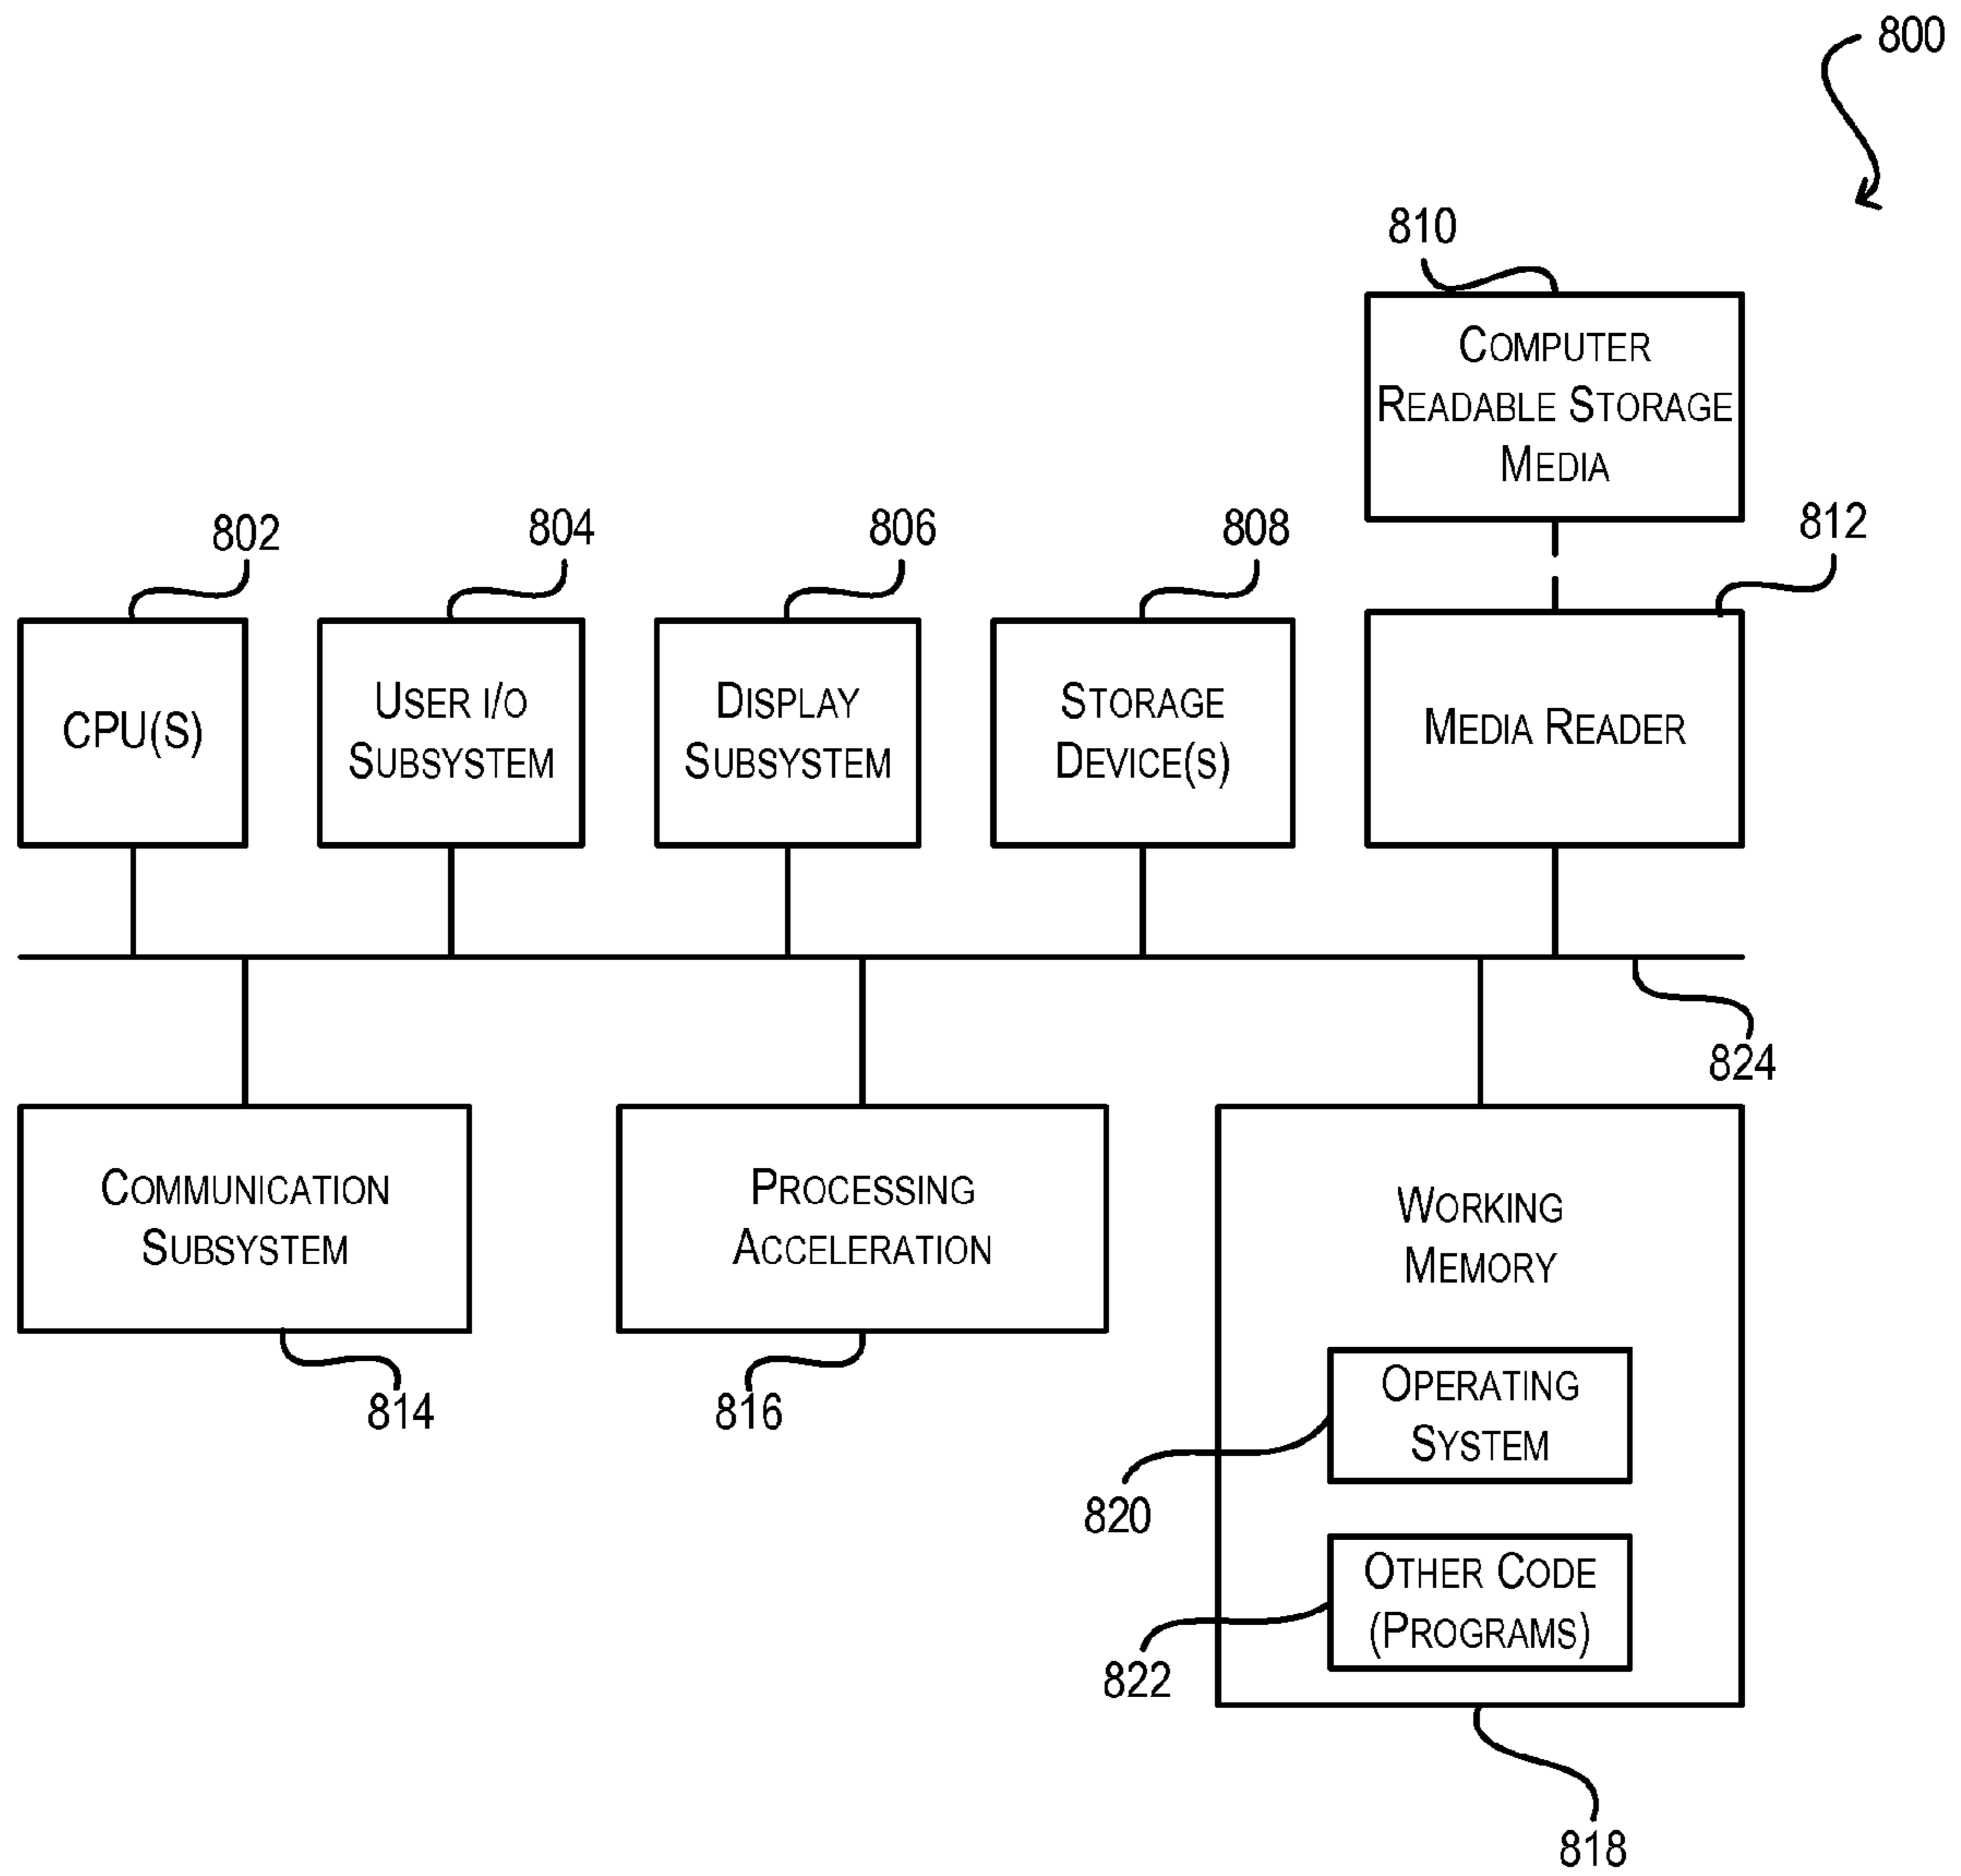 800
810
Computer
Readable Storage
Media
802
804
806
808
812
CPU(s)
User i/o
Subsystem
Display
Subsystem
Storage
Device(s)
Media Reader
824
Communication
Subsystem
Processing
Acceleration
Working
Memory
Operating
System
814
816
820
Other Code
(Programs)
822
818